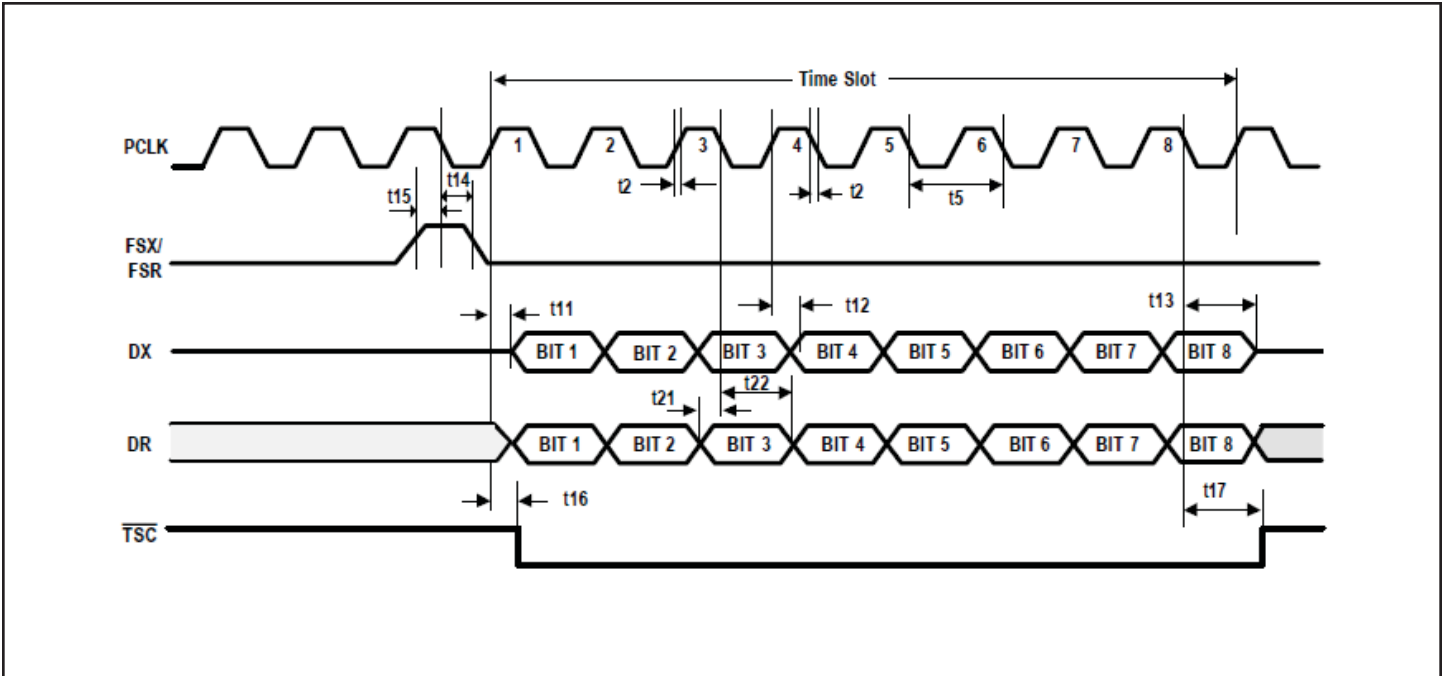 Time Slot
PCLK
1 2 3 4 5 6 7 8
t15
t14
t2
t2
t5
FSX/
FSR
t11
t12
t13
DX
BIT 1 BIT 2 BIT 3 BIT 4 BIT 5 BIT 6 BIT 7 BIT 8
t21
t22
DR
BIT 1 BIT 2 BIT 3 BIT 4 BIT 5 BIT 6 BIT 7 BIT 8
t16
t17
TSC